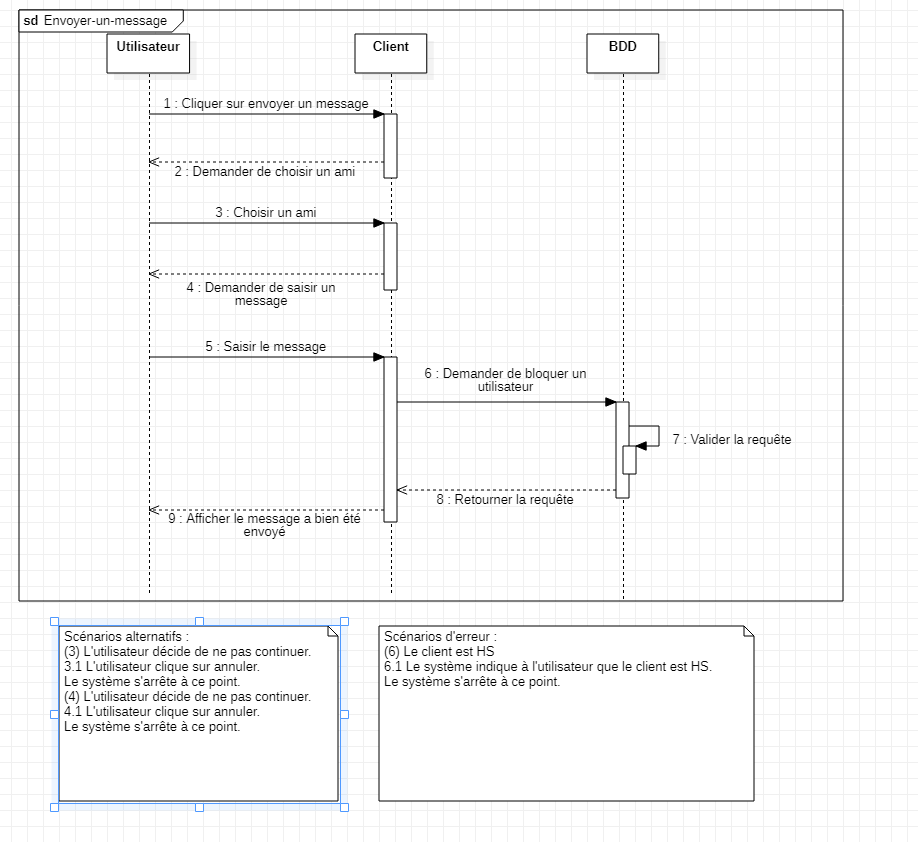 sd Envoyer-un-message
Utilisateur
Client
BDD
1 : Cliquer sur envoyer un message
2 : Demander de choisir un ami
3 : Choisir un ami
4 : Demander de saisir un
message
5 : Saisir le message
6 : Demander de bloquer un
utilisateur
7 : Valider la requête
8 : Retourner la requête
9 : Afficher le message a bien été
envoyé
Scénarios alternatifs :
(3) L'utilisateur décide de ne pas continuer.
3.1 L'utilisateur clique sur annuler.
Le système s'arrête à ce point.
(4) L'utilisateur décide de ne pas continuer.
4.1 L'utilisateur clique sur annuler.
Le système s'arrête à ce point.
Scénarios d'erreur :
(6) Le client est HS
6.1 Le système indique à l'utilisateur que le client est HS.
Le système s'arrête à ce point.